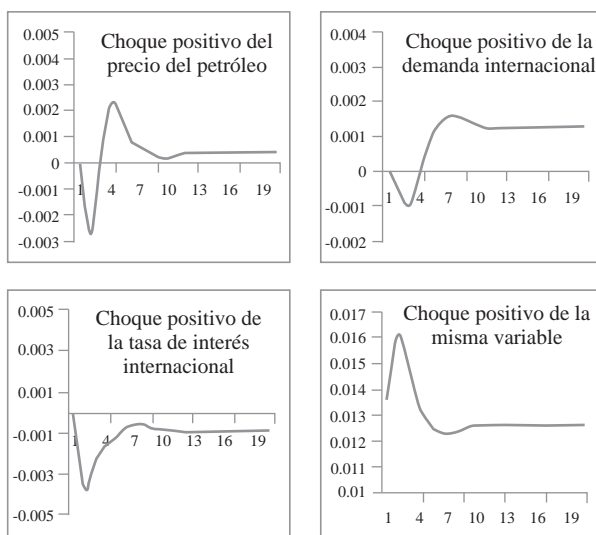 Choque positivo del
precio del petróleo
0.005
0.004
0.003
0.002
0.001
0
-0.001
-0.002
-0.003
1 4 7 10 13 16 19
Choque positivo de la
demanda internacional
0.004
0.003
0.002
0.001
0
-0.001
-0.002
1 4 7 10 13 16 19
Choque positivo de
la tasa de interés
internacional
0.005
0.003
0.001
-0.001
-0.003
-0.005
1 4 7 10 13 16 19
Choque positivo de la
misma variable
0.017
0.016
0.015
0.014
0.013
0.012
0.011
0.01
1 4 7 10 13 16 19